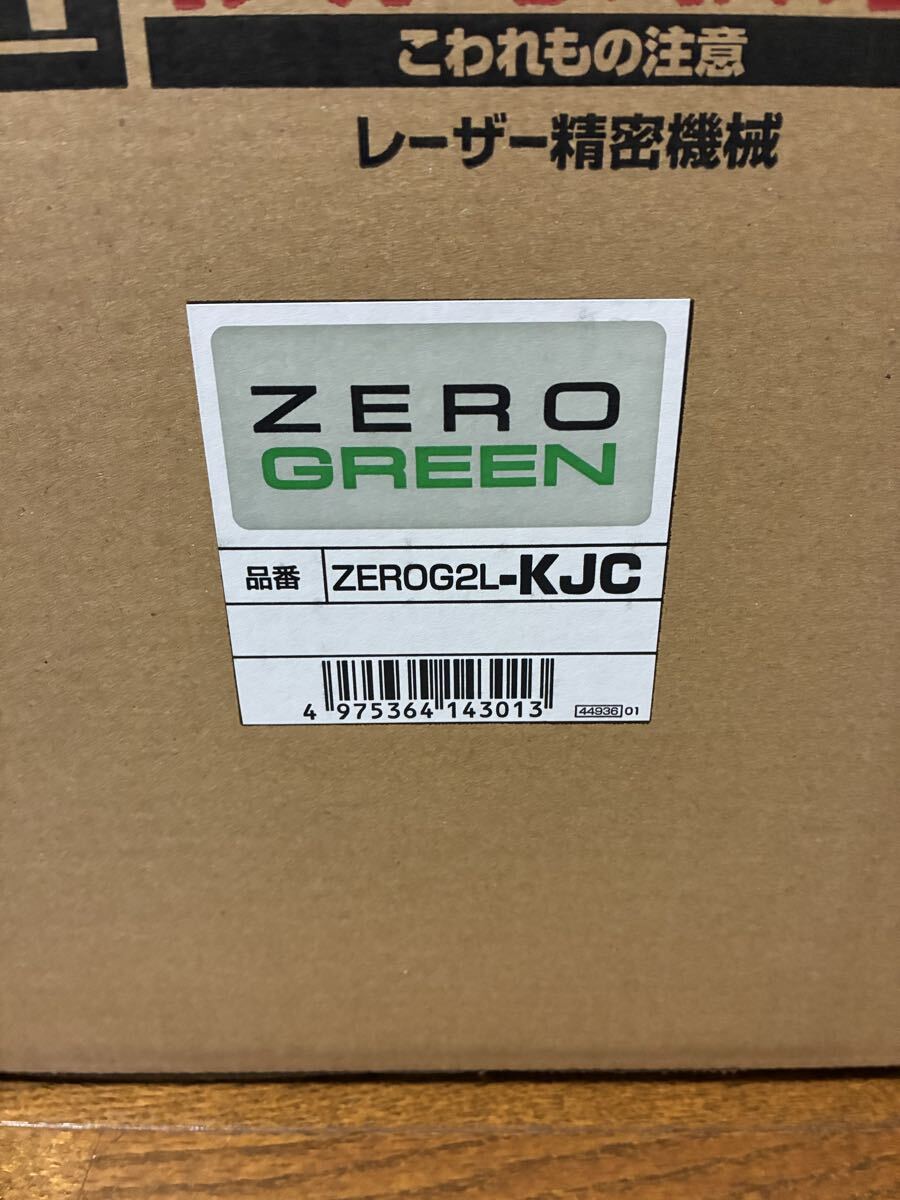 こわれもの注意
レーザー精密機械
ZERO
GREEN
品番 ZEROG2L-KJC
4 975364 143013
44936 01